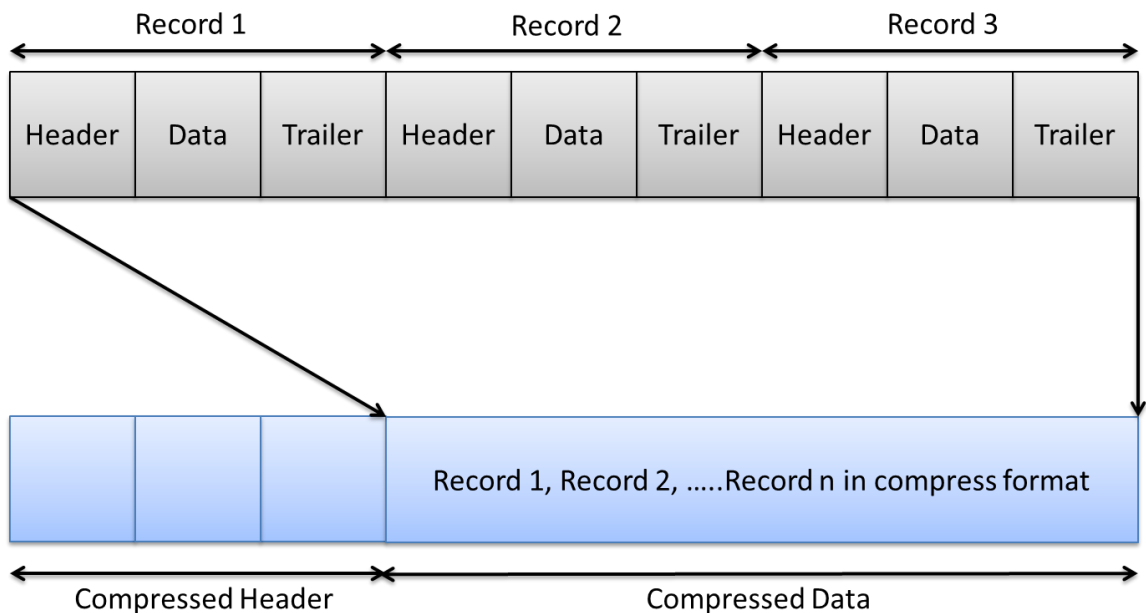 Record 1
Record 2
Record 3
Header
Data
Trailer
Header
Data
Trailer
Header
Data
Trailer
Record 1, Record 2, .....Record n in compress format
Compressed Header
Compressed Data